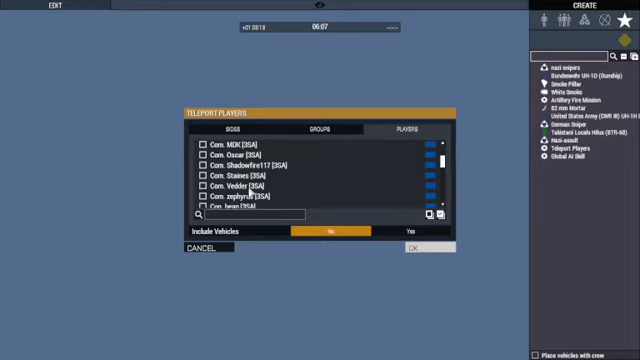 EDIT
CREATE
+01:08:19
06:07
--:--
TELEPORT PLAYERS
SIDES
GROUPS
PLAYERS
Com. MDK [3SA]
Com. Oscar [3SA]
Com. Shadowfire117 [3SA]
Com. Staines [3SA]
Com. Vedder [3SA]
Com. zephyrus [3SA]
Include Vehicles
No
Yes
CANCEL
OK
nazi snipers
Bundeswehr UH-1D (Gunship)
Smoke Pillar
White Smoke
Artillery Fire Mission
82 mm Mortar
United States Army (OWR III) UH-1H
German Sniper
Takistani Locals Hilux (BTR-60)
Nazi-assult
Teleport Players
Global AI Skill
Place vehicles with crew